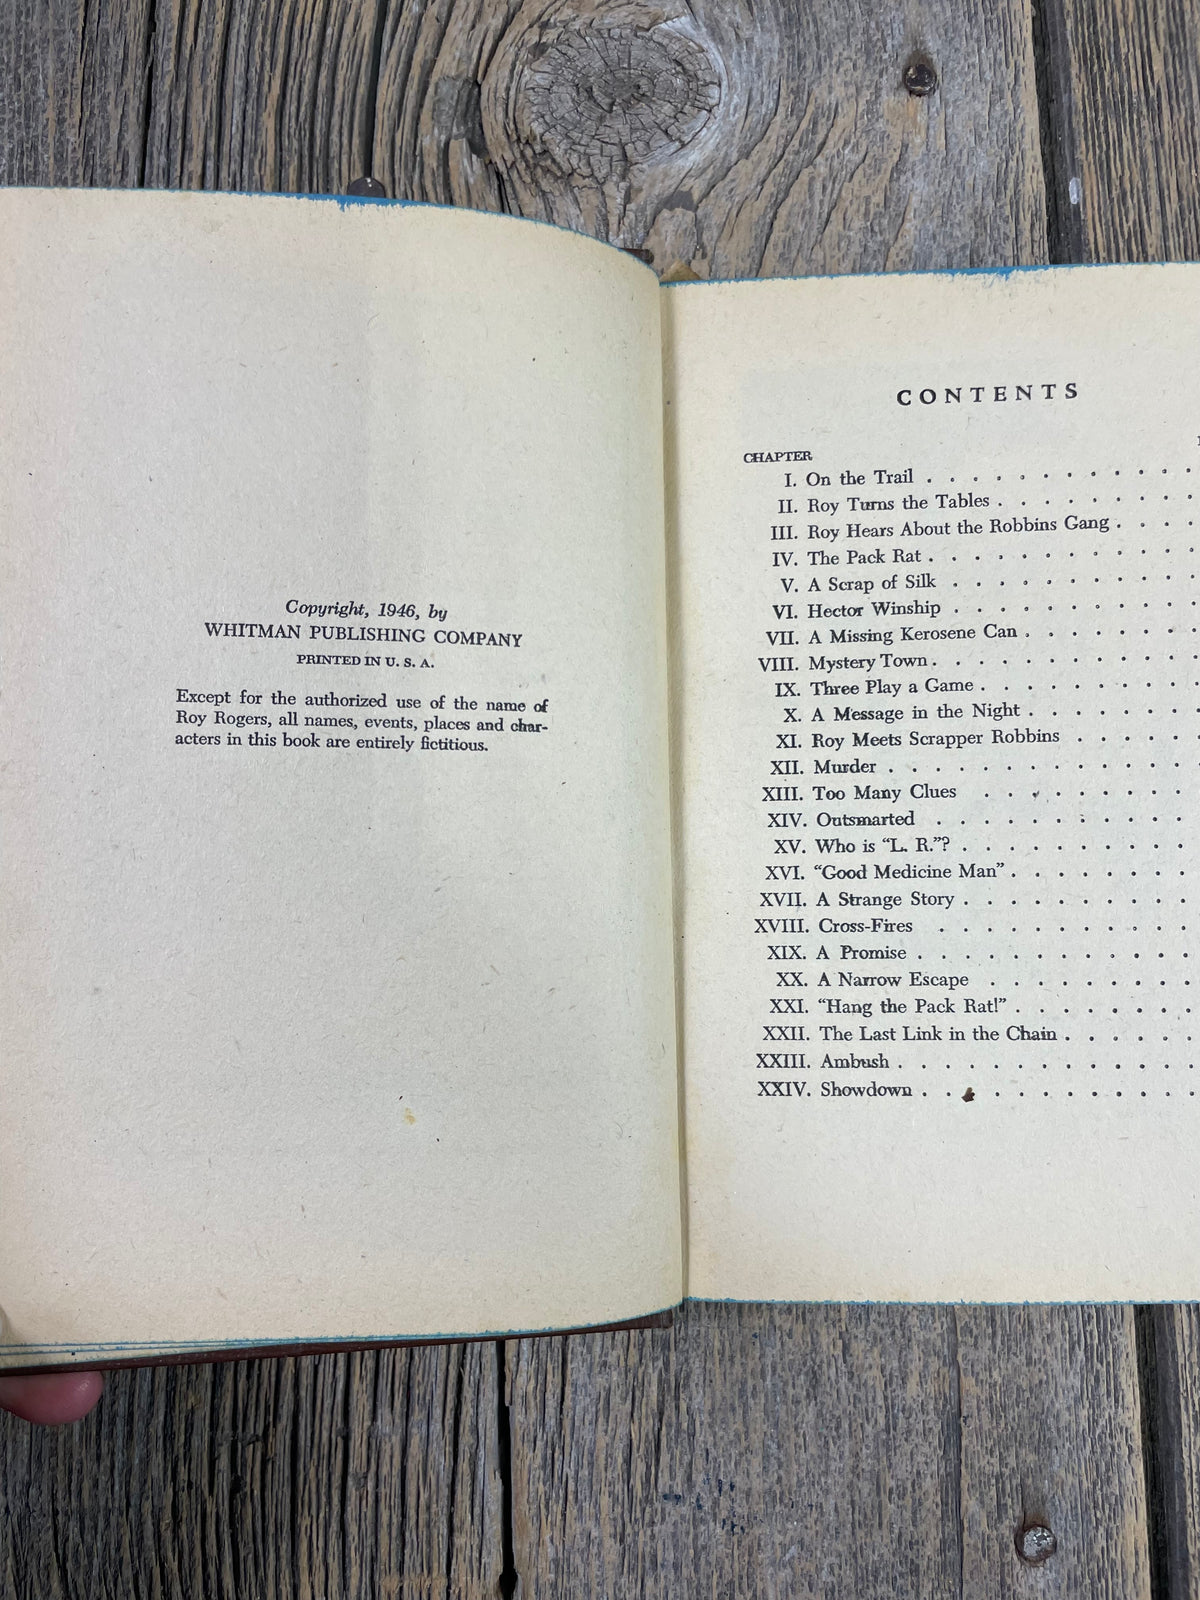 Copyright, 1946, by
WHITMAN PUBLISHING COMPANY
PRINTED IN U. S. A.
Except for the authorized use of the name of
Roy Rogers, all names, events, places and char-
acters in this book are entirely fictitious.
CONTENTS
CHAPTER
I. On the Trail . . . . . . . . . . . .
II. Roy Turns the Tables . . . . . . . . .
III. Roy Hears About the Robbins Gang . . . .
IV. The Pack Rat . . . . . . . . . . . .
V. A Scrap of Silk . . . . . . . . . . .
VI. Hector Winship . . . . . . . . . . .
VII. A Missing Kerosene Can . . . . . . . .
VIII. Mystery Town . . . . . . . . . . . .
IX. Three Play a Game . . . . . . . . . .
X. A Message in the Night . . . . . . . .
XI. Roy Meets Scrapper Robbins . . . . . .
XII. Murder . . . . . . . . . . . . . .
XIII. Too Many Clues . . . . . . . . .
XIV. Outsmarted . . . . . . . . . . .
XV. Who is “L. R.”? . . . . . . . . . .
XVI. “Good Medicine Man” . . . . . . . .
XVII. A Strange Story . . . . . . . . . .
XVIII. Cross-Fires . . . . . . . . . . .
XIX. A Promise . . . . . . . . . . . .
XX. A Narrow Escape . . . . . . . . .
XXI. “Hang the Pack Rat!” . . . . . . . .
XXII. The Last Link in the Chain . . . . . .
XXIII. Ambush . . . . . . . . . . . . .
XXIV. Showdown . . . . . . . . . . . .